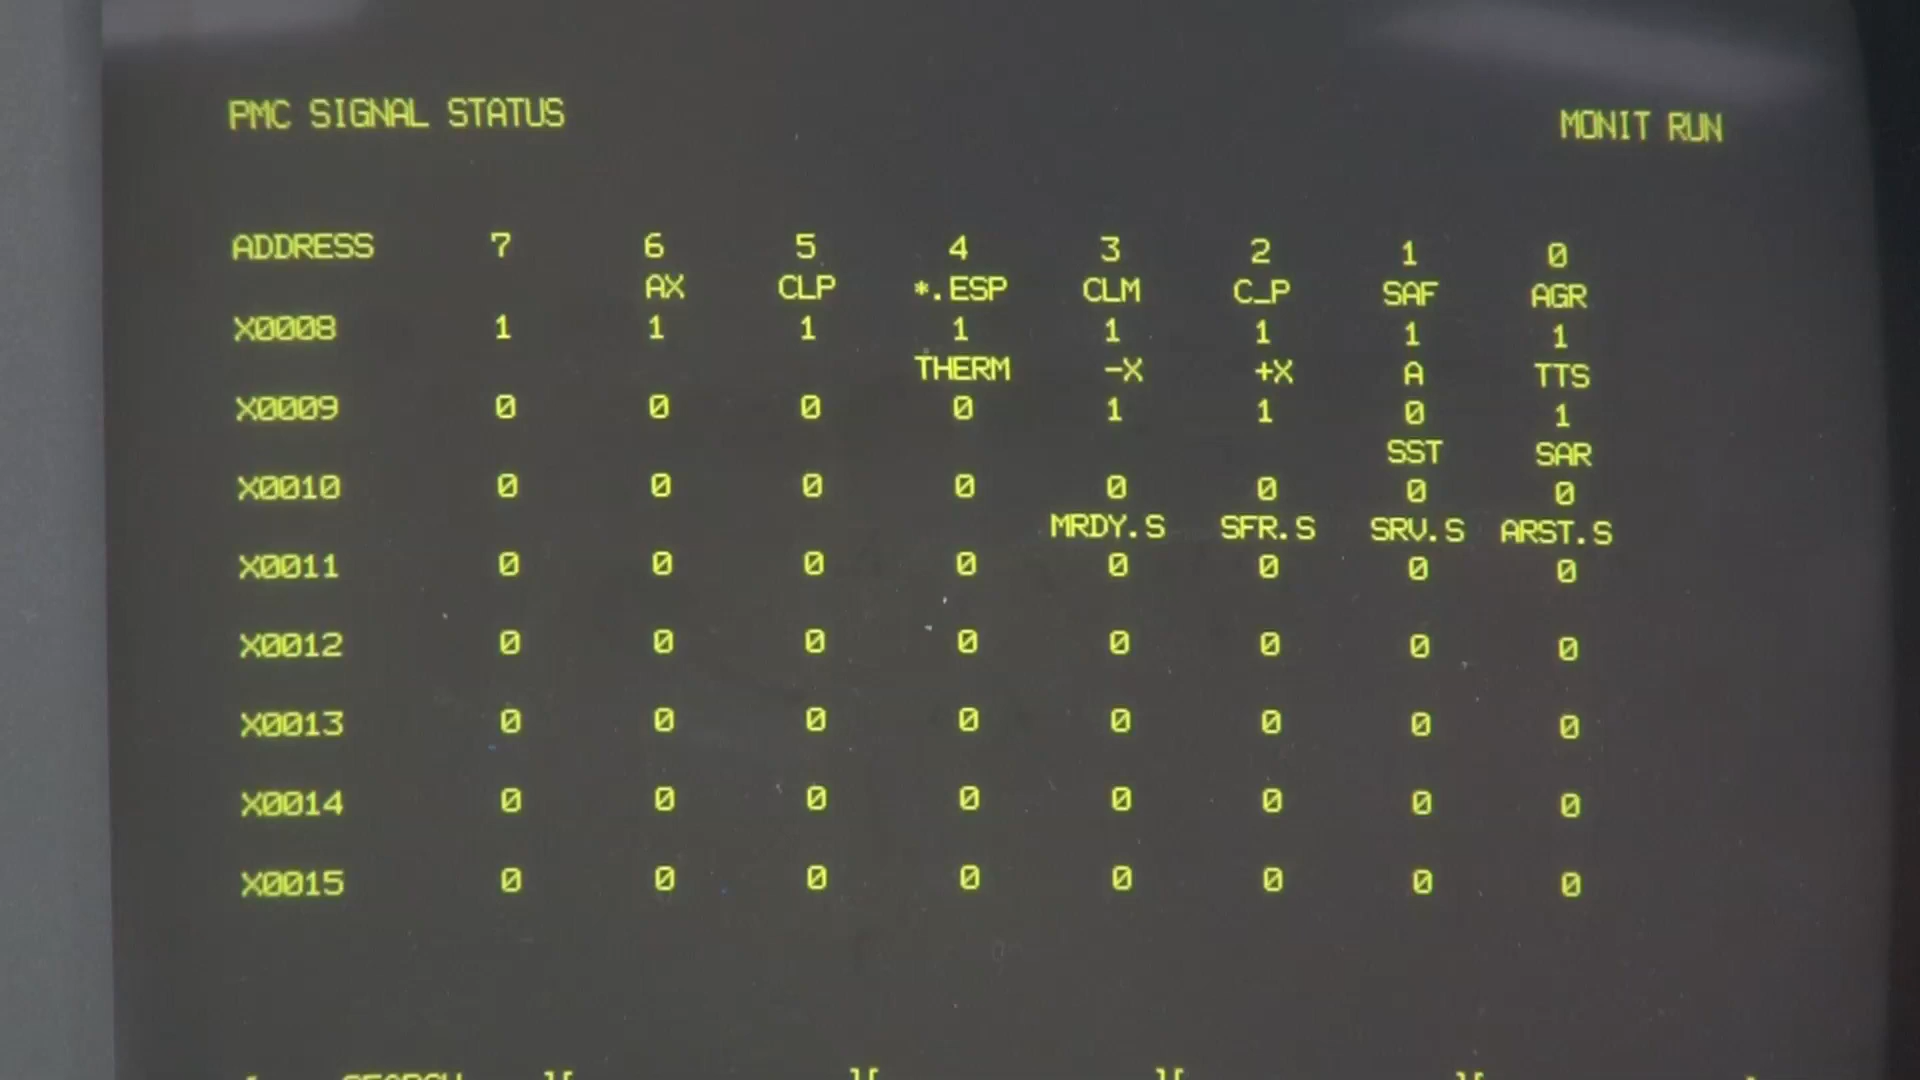 PMC SIGNAL STATUS MONIT RUN
ADDRESS 7 6 5 4 3 2 1 0
AX CLP *.ESP CLM C_P SAF AGR
X0008 1 1 1 1 1 1 1 1
THERM -X +X A TTS
X0009 0 0 0 0 1 1 0 1
SST SAR
X0010 0 0 0 0 0 0 0 0
MRDY.S SFR.S SRV.S ARST.S
X0011 0 0 0 0 0 0 0 0
X0012 0 0 0 0 0 0 0 0
X0013 0 0 0 0 0 0 0 0
X0014 0 0 0 0 0 0 0 0
X0015 0 0 0 0 0 0 0 0
SEARCH